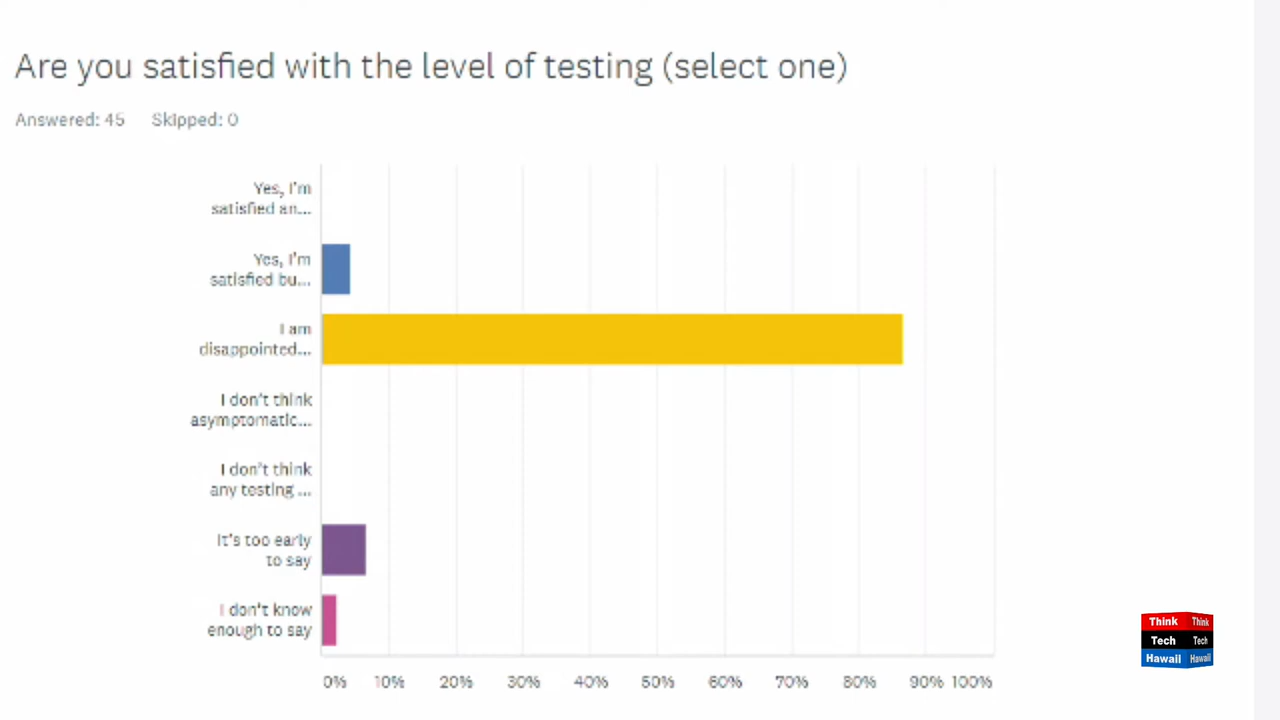 Are you satisfied with the level of testing (select one)
Answered: 45 Skipped: 0
Yes, I'm
satisfied an...
Yes, I'm
satisfied bu...
I am
disappointed...
I don't think
asymptomatic...
I don't think
any testing ...
It's too early
to say
I don't know
enough to say
0% 10% 20% 30% 40% 50% 60% 70% 80% 90% 100%
Think Think
Tech Tech
Hawaii Hawaii